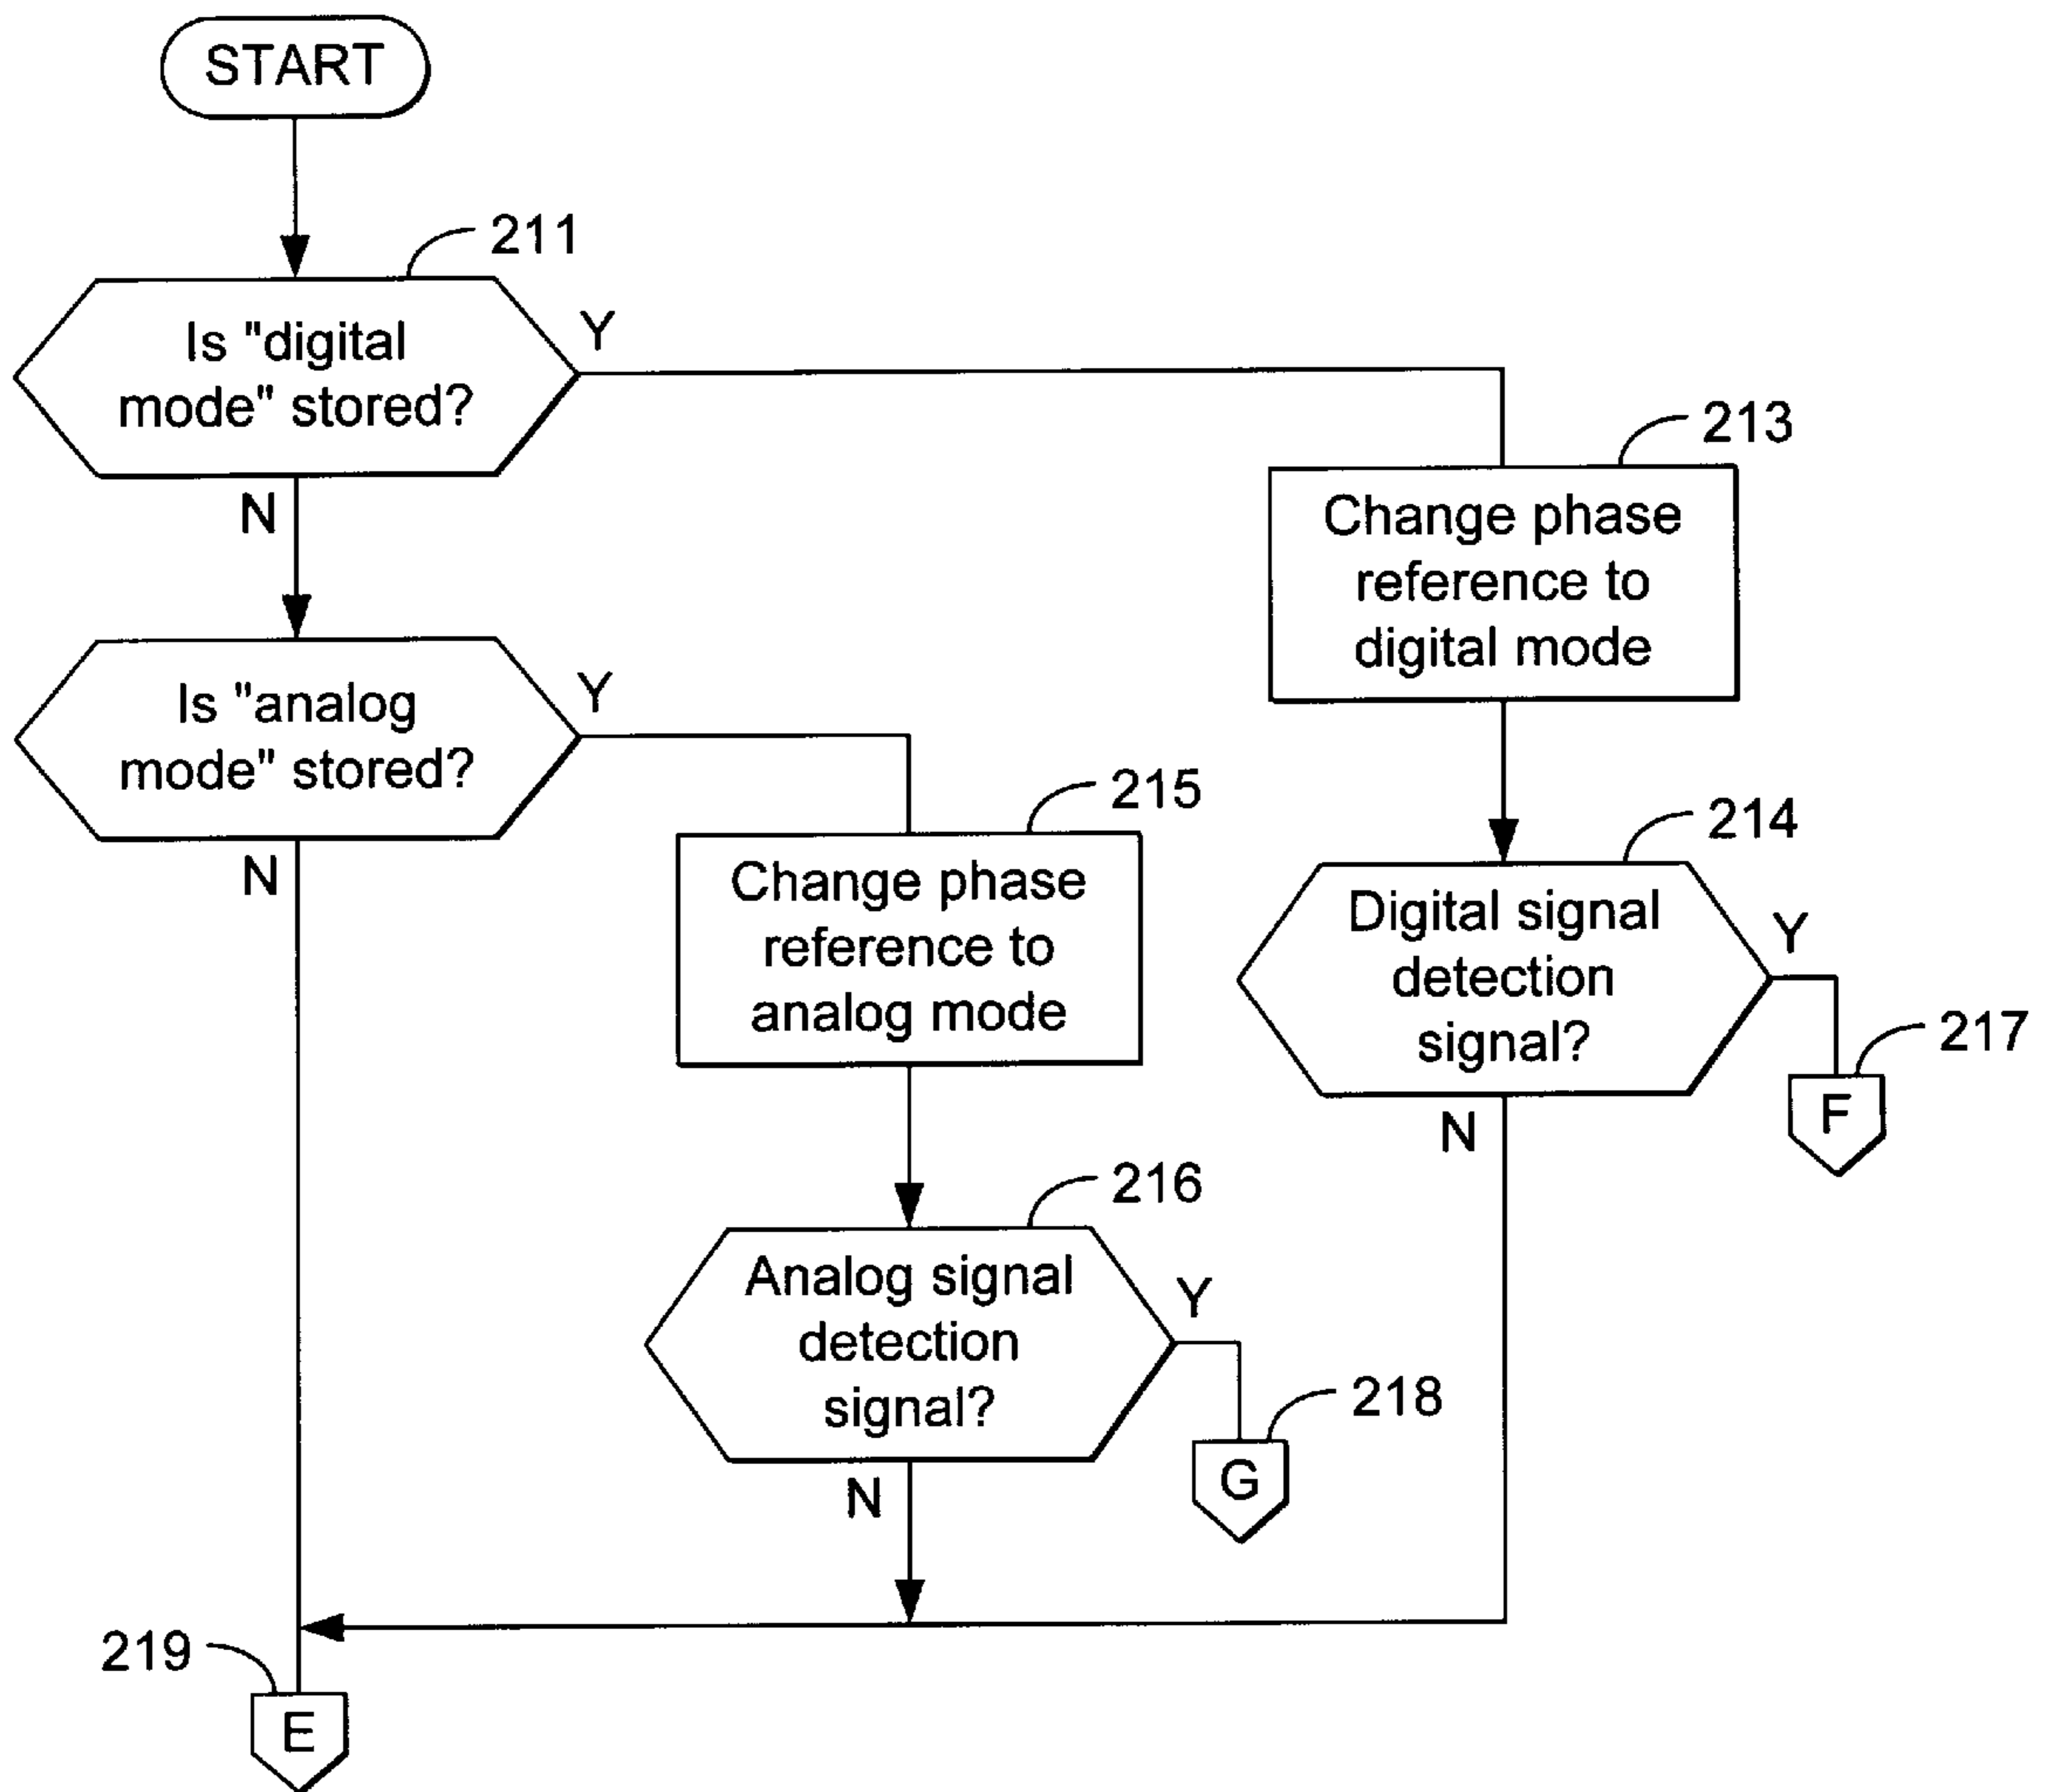 START
211
Is "digital
mode" stored?
Y
N
213
Change phase
reference to
digital mode
Is "analog
mode" stored?
Y
N
215
Change phase
reference to
analog mode
214
Digital signal
detection
signal?
Y
N
217
F
216
Analog signal
detection
signal?
Y
N
218
G
219
E